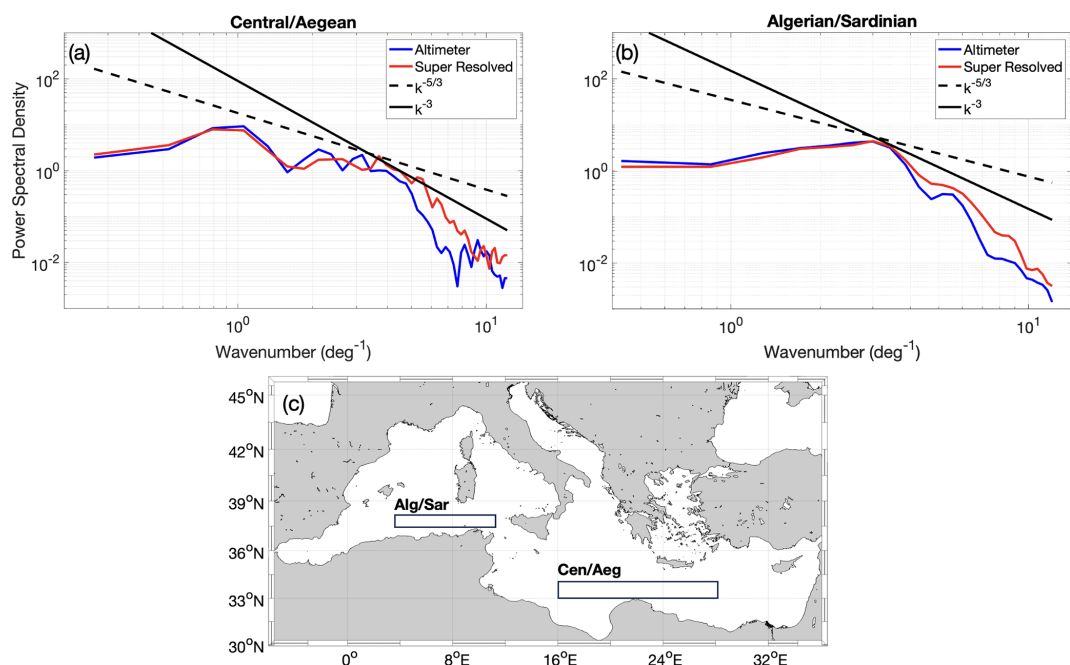 Central/Aegean
(a)
Altimeter
Super Resolved
k^-5/3
k^-3
10^2
10^0
10^-2
Power Spectral Density
10^0
10^1
Wavenumber (deg^-1)
Algerian/Sardinian
(b)
Altimeter
Super Resolved
k^-5/3
k^-3
10^2
10^0
10^-2
10^0
10^1
Wavenumber (deg^-1)
(c)
45°N
42°N
39°N
36°N
33°N
30°N
Alg/Sar
Cen/Aeg
0°
8°E
16°E
24°E
32°E